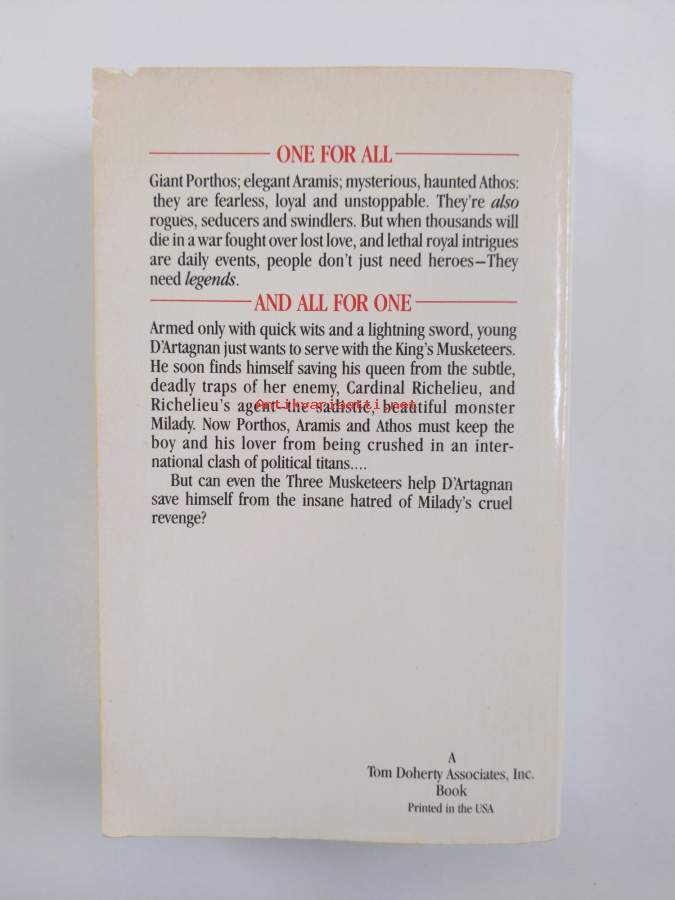 ONE FOR ALL
Giant Porthos; elegant Aramis; mysterious, haunted Athos:
they are fearless, loyal and unstoppable. They're also
rogues, seducers and swindlers. But when thousands will
die in a war fought over lost love, and lethal royal intrigues
are daily events, people don't just need heroes—They
need legends.
AND ALL FOR ONE
Armed only with quick wits and a lightning sword, young
D'Artagnan just wants to serve with the King's Musketeers.
He soon finds himself saving his queen from the subtle,
deadly traps of her enemy, Cardinal Richelieu, and
Richelieu's agent—the sadistic, beautiful monster
Antikvariaatti.net
Milady. Now Porthos, Aramis and Athos must keep the
boy and his lover from being crushed in an inter-
national clash of political titans....
But can even the Three Musketeers help D'Artagnan
save himself from the insane hatred of Milady's cruel
revenge?
A
Tom Doherty Associates, Inc.
Book
Printed in the USA